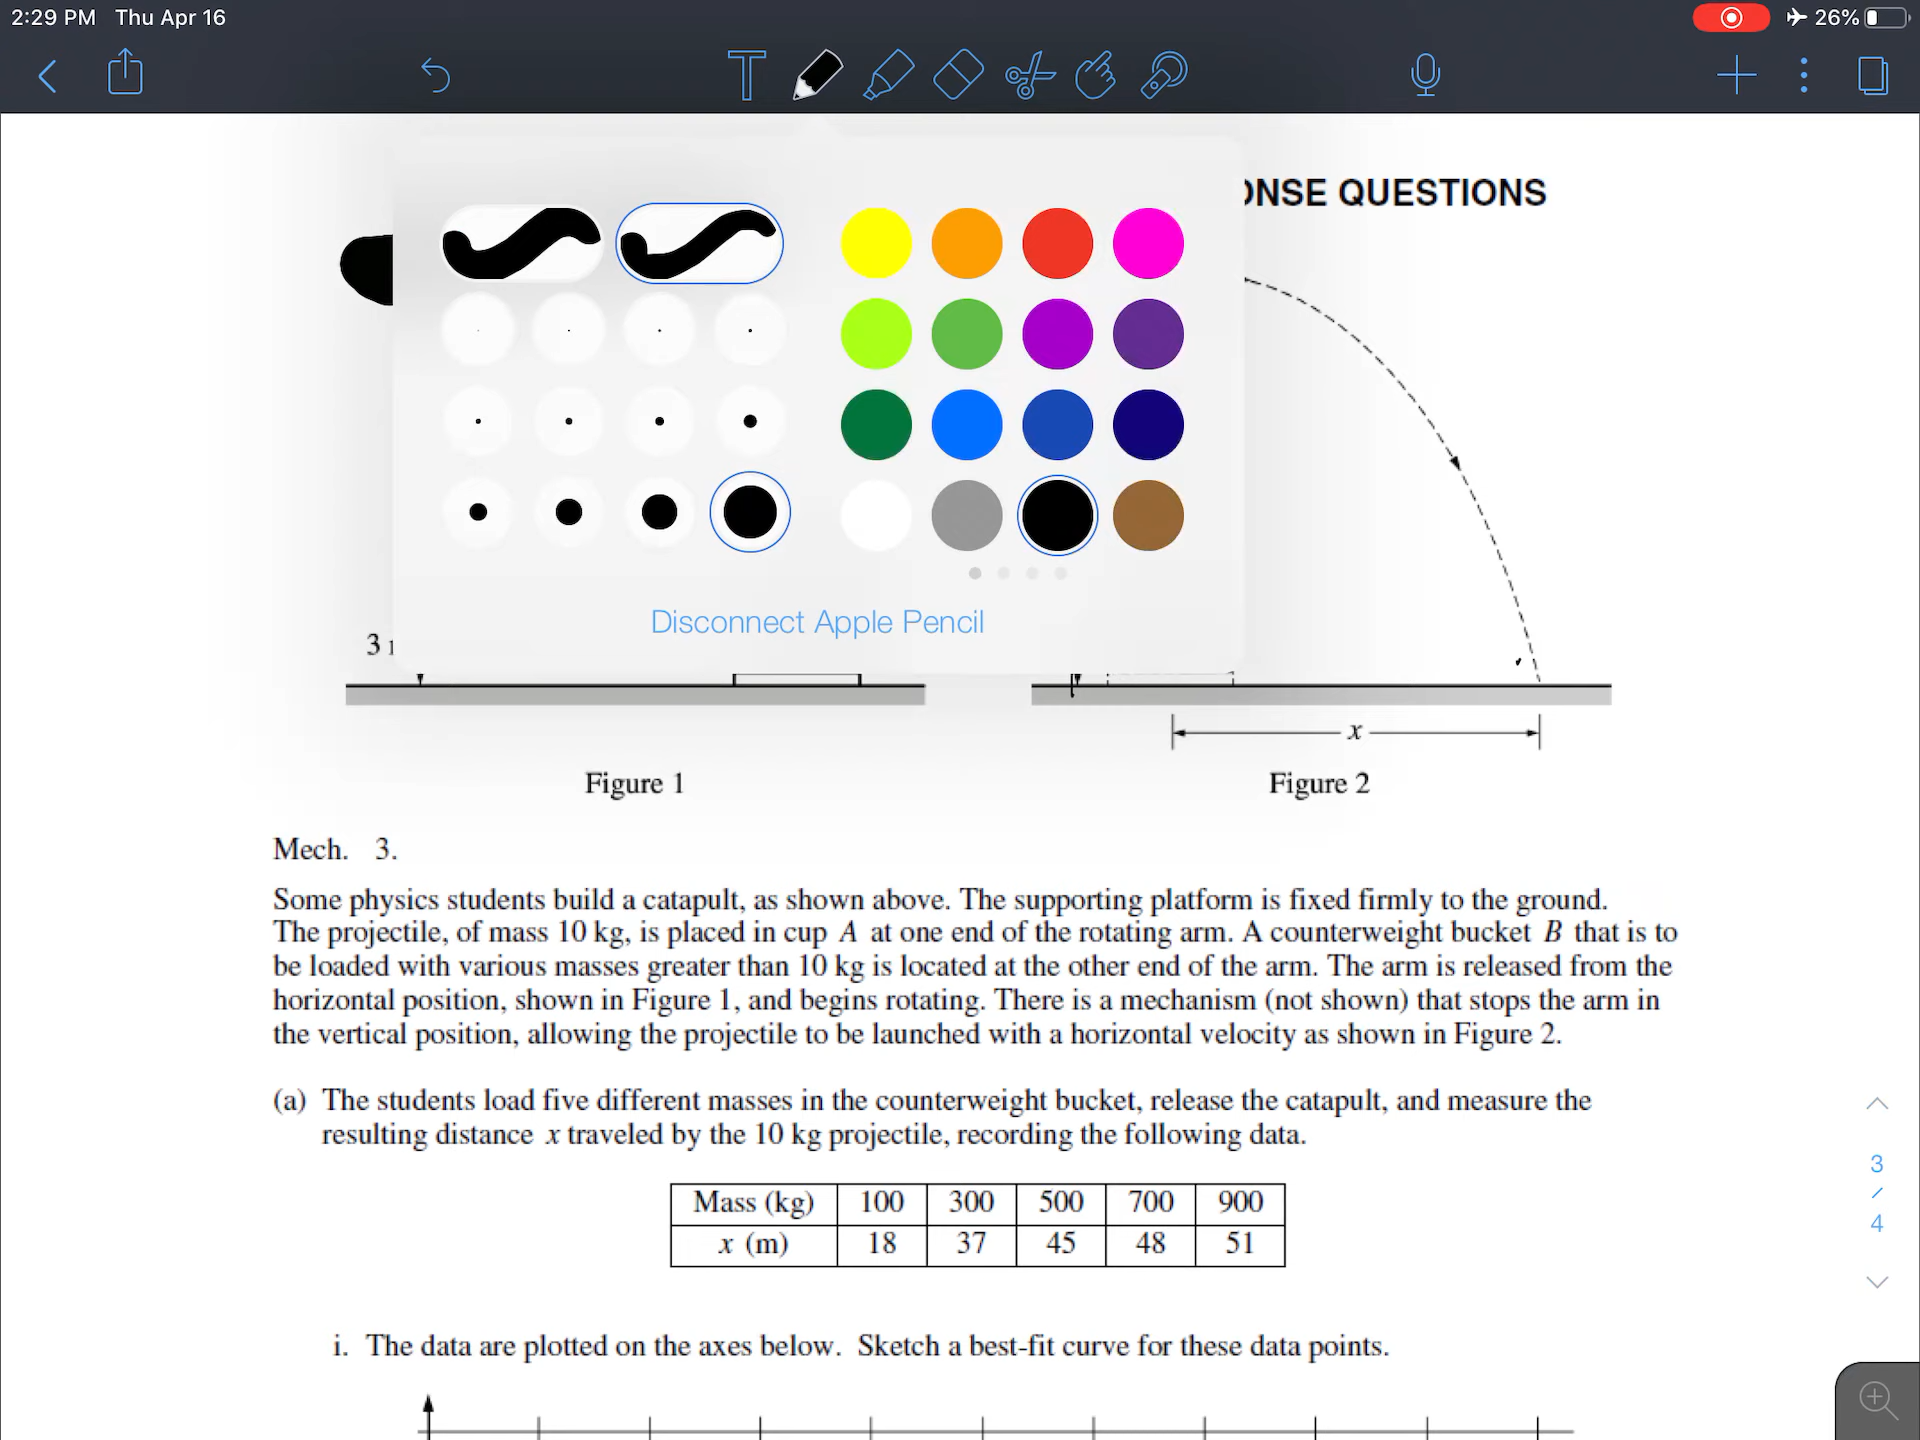 2:29 PM Thu Apr 16
26%
T
ONSE QUESTIONS
Disconnect Apple Pencil
3
x
Figure 1
Figure 2
Mech. 3.
Some physics students build a catapult, as shown above. The supporting platform is fixed firmly to the ground.
The projectile, of mass 10 kg, is placed in cup A at one end of the rotating arm. A counterweight bucket B that is to
be loaded with various masses greater than 10 kg is located at the other end of the arm. The arm is released from the
horizontal position, shown in Figure 1, and begins rotating. There is a mechanism (not shown) that stops the arm in
the vertical position, allowing the projectile to be launched with a horizontal velocity as shown in Figure 2.
(a) The students load five different masses in the counterweight bucket, release the catapult, and measure the
resulting distance x traveled by the 10 kg projectile, recording the following data.
Mass (kg) 100 300 500 700 900
x (m) 18 37 45 48 51
3
/
4
i. The data are plotted on the axes below. Sketch a best-fit curve for these data points.